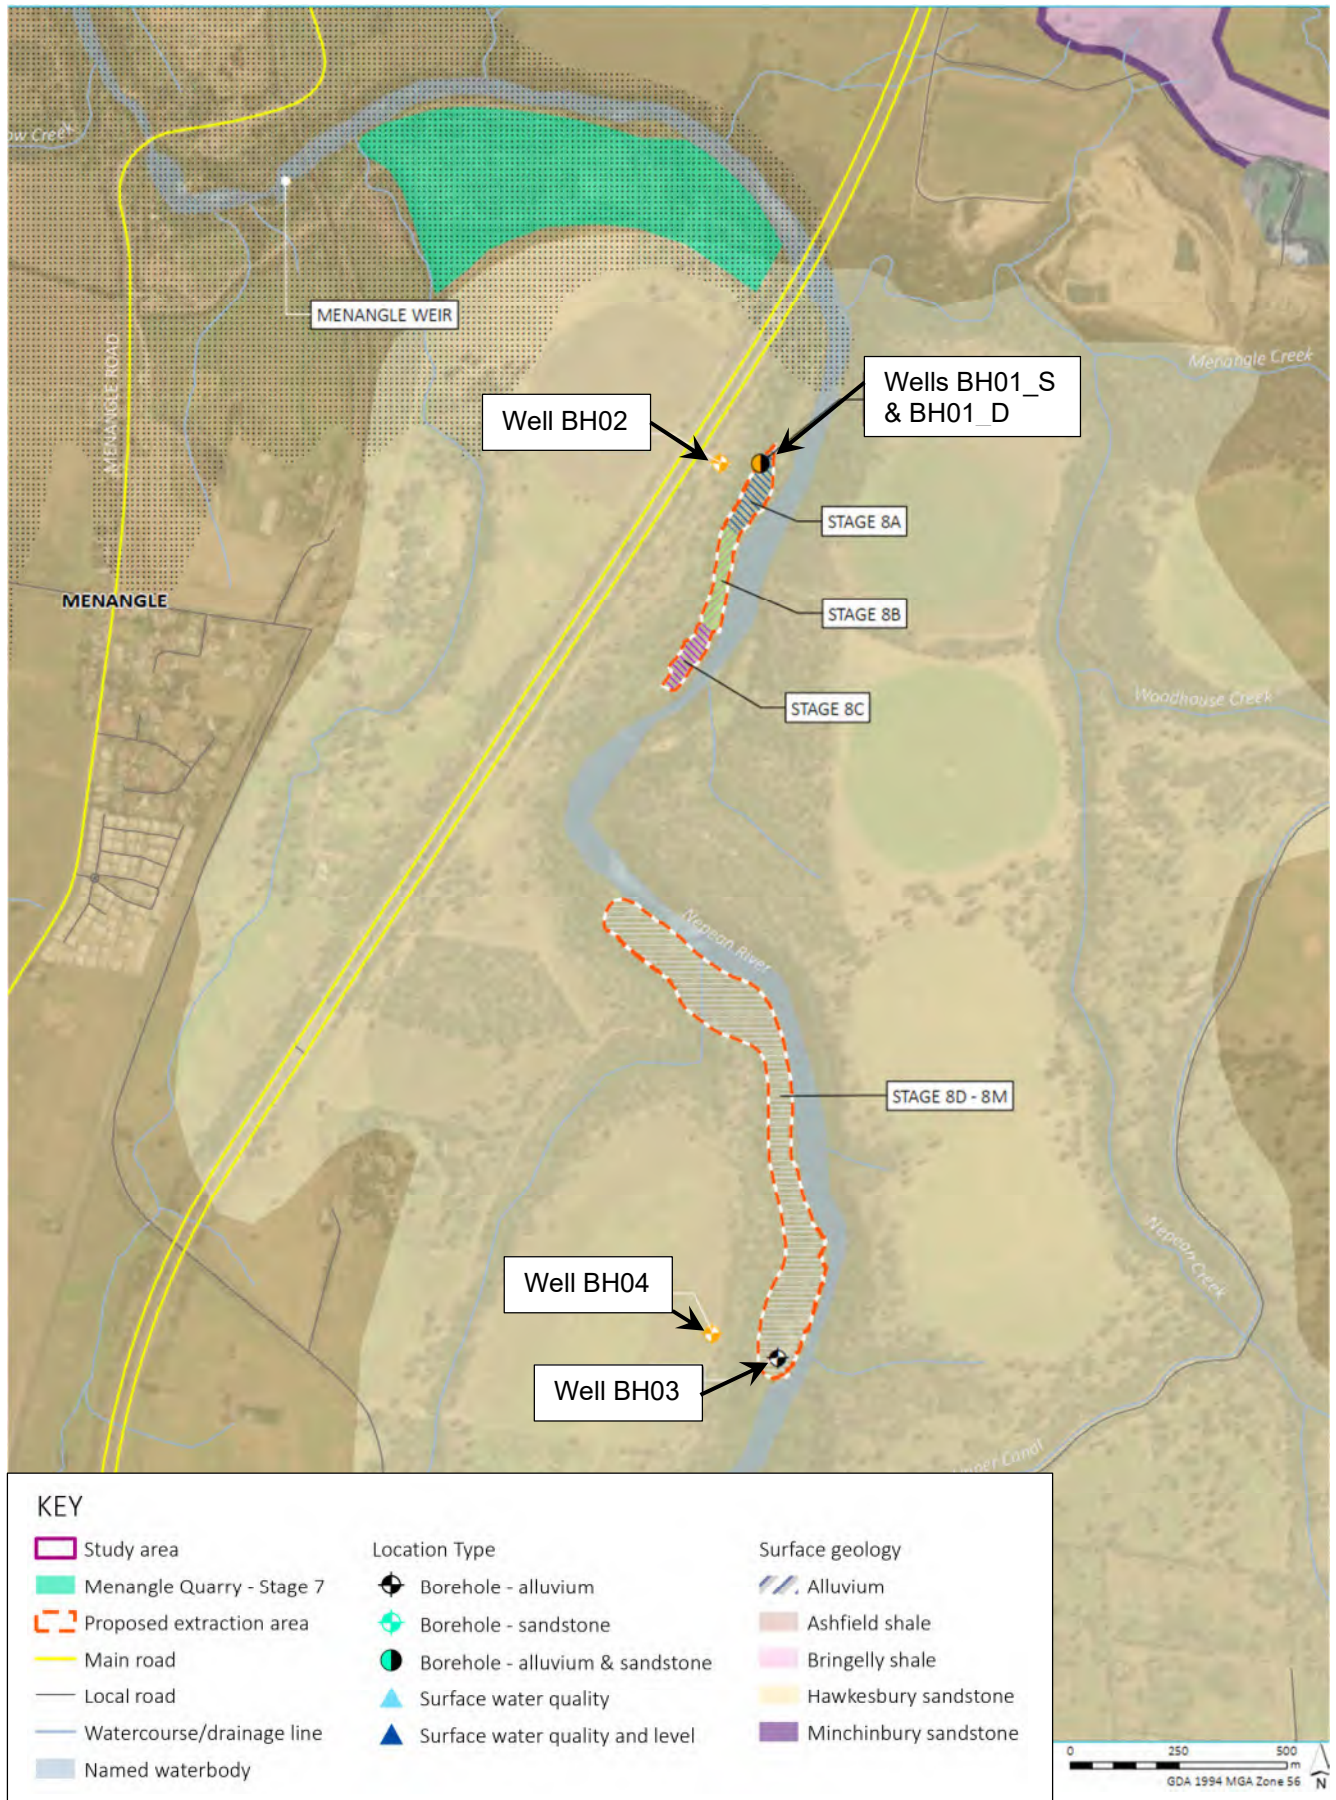 ow Creek
MENANGLE WEIR
MENANGLE ROAD
Menangle Creek
Wells BH01_S
& BH01_D
Well BH02
STAGE 8A
MENANGLE
STAGE 8B
Woodhouse Creek
STAGE 8C
Nepean River
STAGE 8D - 8M
Nepean Creek
Well BH04
Well BH03
Upper Canal
KEY
Study area
Menangle Quarry - Stage 7
Proposed extraction area
Main road
Local road
Watercourse/drainage line
Named waterbody
Location Type
Borehole - alluvium
Borehole - sandstone
Borehole - alluvium & sandstone
Surface water quality
Surface water quality and level
Surface geology
Alluvium
Ashfield shale
Bringelly shale
Hawkesbury sandstone
Minchinbury sandstone
0 250 500
m
GDA 1994 MGA Zone 56 N